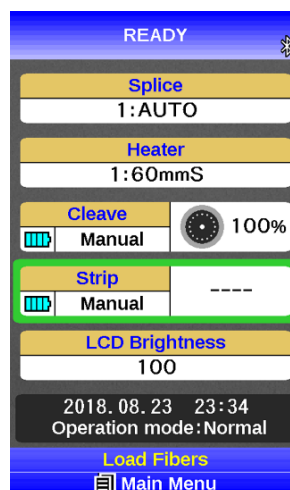 READY
Splice
1:AUTO
Heater
1:60mmS
Cleave
Manual
100%
Strip
Manual
----
LCD Brightness
100
2018.08.23 23:34
Operation mode:Normal
Load Fibers
Main Menu